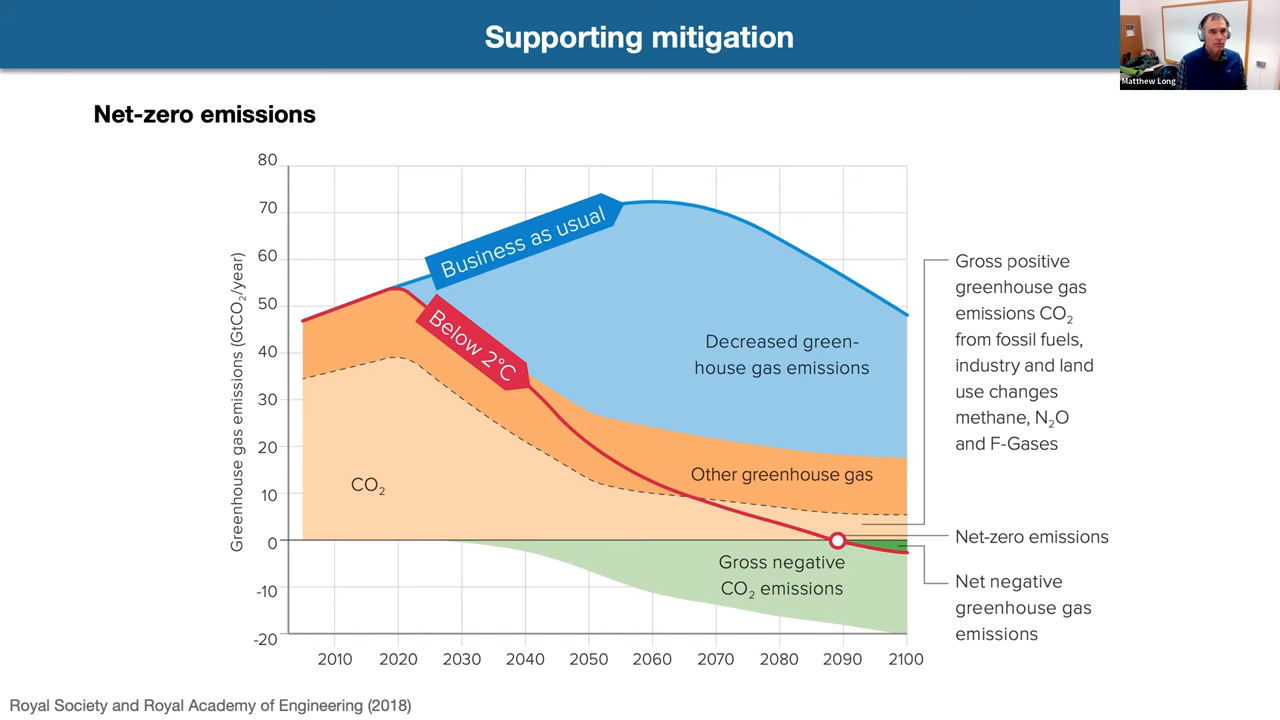 Supporting mitigation
Matthew Long
Net-zero emissions
Greenhouse gas emissions (GtCO₂/year)
80
70
60
50
40
30
20
10
0
-10
-20
2010 2020 2030 2040 2050 2060 2070 2080 2090 2100
Business as usual
Below 2°C
Decreased green-
house gas emissions
Other greenhouse gas
CO₂
Gross negative
CO₂ emissions
Gross positive
greenhouse gas
emissions CO₂
from fossil fuels,
industry and land
use changes
methane, N₂O
and F-Gases
Net-zero emissions
Net negative
greenhouse gas
emissions
Royal Society and Royal Academy of Engineering (2018)